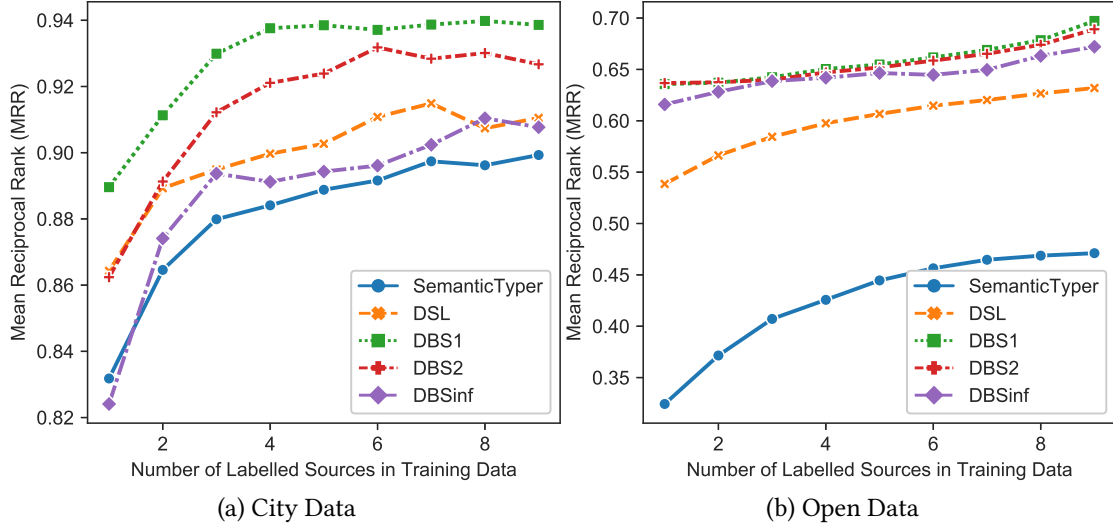 0.94
0.92
0.90
0.88
0.86
0.84
0.82
Mean Reciprocal Rank (MRR)
SemanticTyper
DSL
DBS1
DBS2
DBSinf
2
4
6
8
Number of Labelled Sources in Training Data
(a) City Data
0.70
0.65
0.60
0.55
0.50
0.45
0.40
0.35
Mean Reciprocal Rank (MRR)
SemanticTyper
DSL
DBS1
DBS2
DBSinf
2
4
6
8
Number of Labelled Sources in Training Data
(b) Open Data